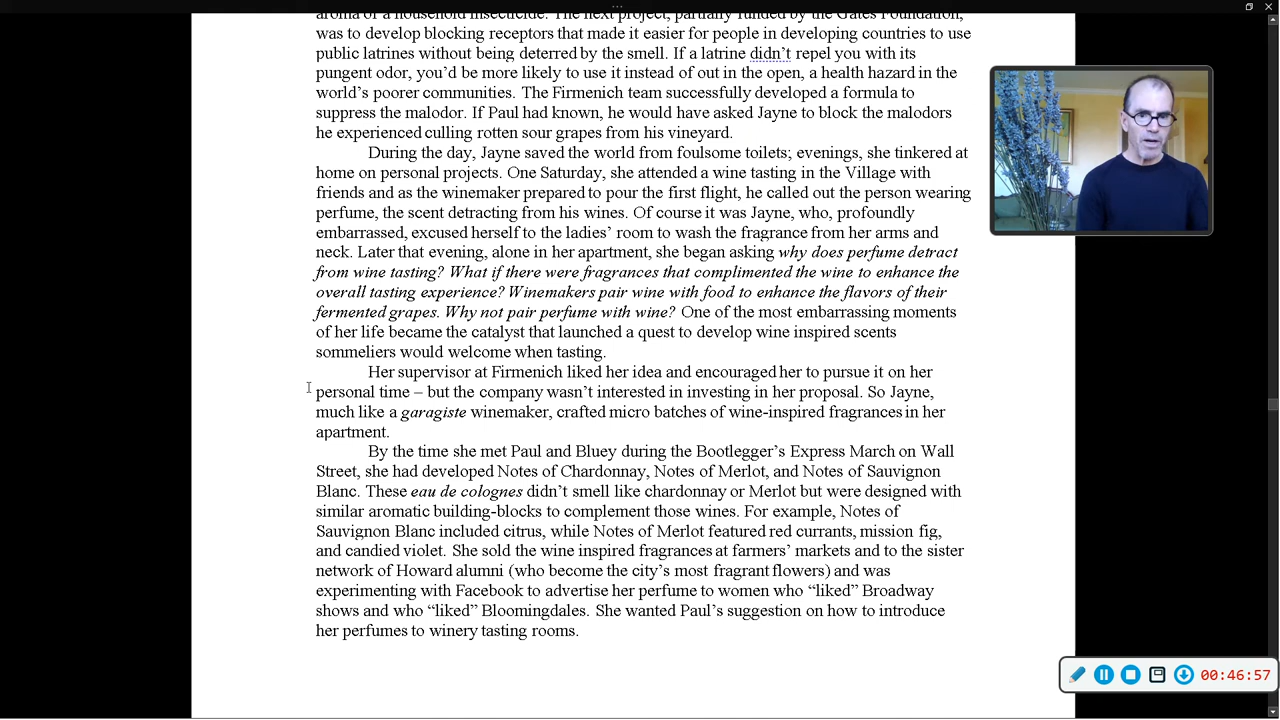 aroma of a household insecticide. The next project, partially funded by the Gates Foundation,
was to develop blocking receptors that made it easier for people in developing countries to use
public latrines without being deterred by the smell. If a latrine didn’t repel you with its
pungent odor, you’d be more likely to use it instead of out in the open, a health hazard in the
world’s poorer communities. The Firmenich team successfully developed a formula to
suppress the malodor. If Paul had known, he would have asked Jayne to block the malodors
he experienced culling rotten sour grapes from his vineyard.
During the day, Jayne saved the world from foulsome toilets; evenings, she tinkered at
home on personal projects. One Saturday, she attended a wine tasting in the Village with
friends and as the winemaker prepared to pour the first flight, he called out the person wearing
perfume, the scent detracting from his wines. Of course it was Jayne, who, profoundly
embarrassed, excused herself to the ladies’ room to wash the fragrance from her arms and
neck. Later that evening, alone in her apartment, she began asking why does perfume detract
from wine tasting? What if there were fragrances that complimented the wine to enhance the
overall tasting experience? Winemakers pair wine with food to enhance the flavors of their
fermented grapes. Why not pair perfume with wine? One of the most embarrassing moments
of her life became the catalyst that launched a quest to develop wine inspired scents
sommeliers would welcome when tasting.
Her supervisor at Firmenich liked her idea and encouraged her to pursue it on her
personal time – but the company wasn’t interested in investing in her proposal. So Jayne,
much like a garagiste winemaker, crafted micro batches of wine-inspired fragrances in her
apartment.
By the time she met Paul and Bluey during the Bootlegger’s Express March on Wall
Street, she had developed Notes of Chardonnay, Notes of Merlot, and Notes of Sauvignon
Blanc. These eau de colognes didn’t smell like chardonnay or Merlot but were designed with
similar aromatic building-blocks to complement those wines. For example, Notes of
Sauvignon Blanc included citrus, while Notes of Merlot featured red currants, mission fig,
and candied violet. She sold the wine inspired fragrances at farmers’ markets and to the sister
network of Howard alumni (who become the city’s most fragrant flowers) and was
experimenting with Facebook to advertise her perfume to women who “liked” Broadway
shows and who “liked” Bloomingdales. She wanted Paul’s suggestion on how to introduce
her perfumes to winery tasting rooms.
00:46:57